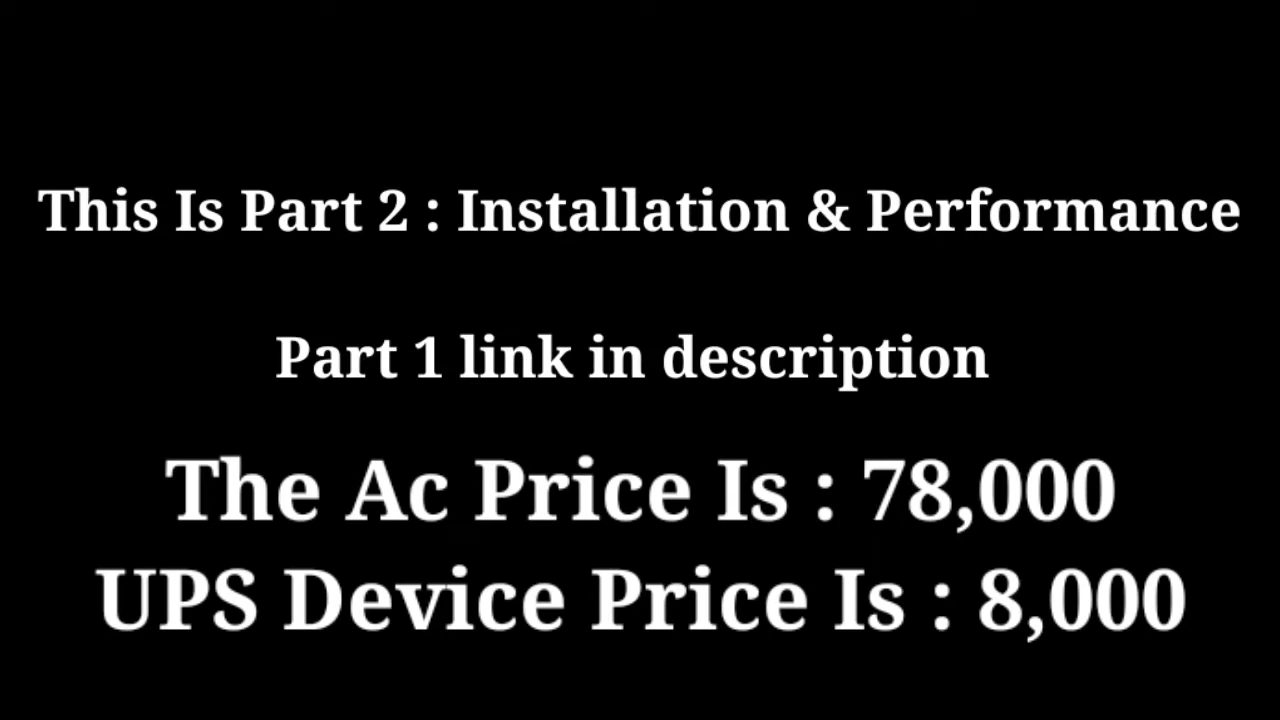 This Is Part 2 : Installation & Performance
Part 1 link in description
The Ac Price Is : 78,000
UPS Device Price Is : 8,000